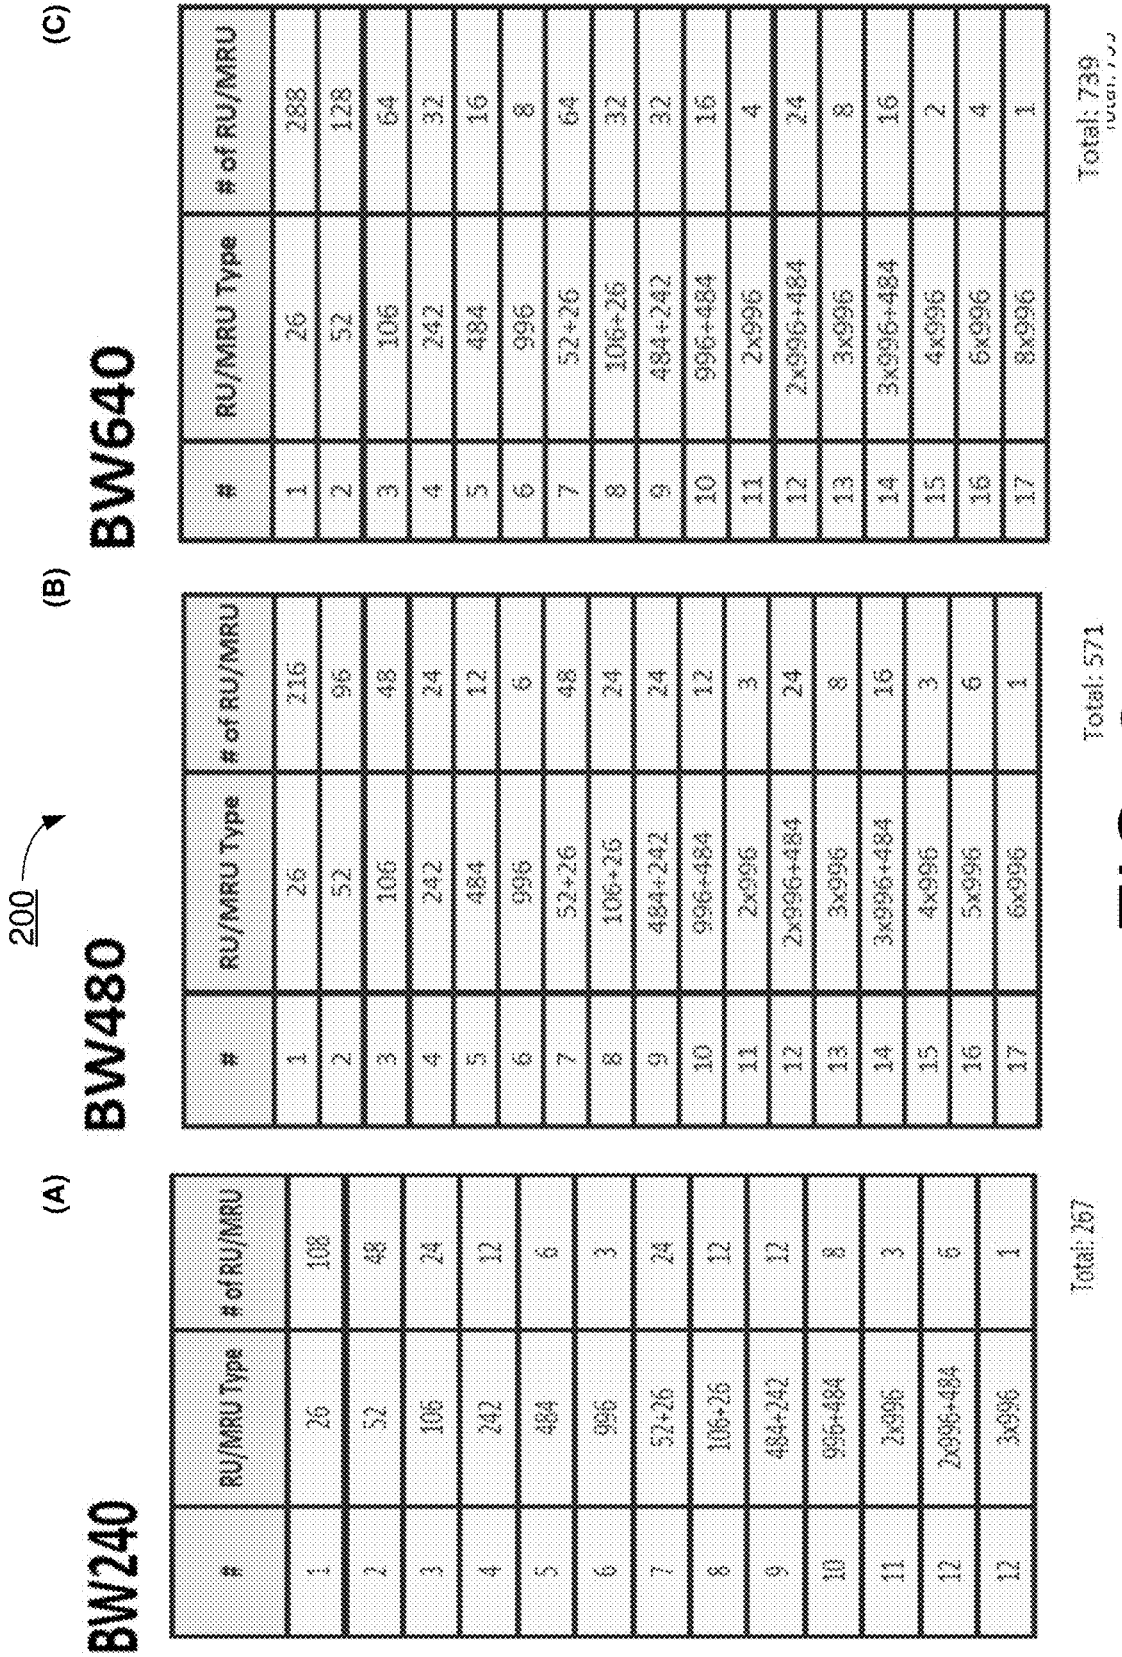 200
(A)
BW240
# RU/MRU Type # of RU/MRU
1 26 108
2 52 48
3 106 24
4 242 12
5 484 6
6 996 3
7 52+26 24
8 106+26 12
9 484+242 12
10 996+484 8
11 2x996 3
12 2x996+484 6
12 3x996 1
Total: 267
(B)
BW480
# RU/MRU Type # of RU/MRU
1 26 216
2 52 96
3 106 48
4 242 24
5 484 12
6 996 6
7 52+26 48
8 106+26 24
9 484+242 24
10 996+484 12
11 2x996 3
12 2x996+484 24
13 3x996 8
14 3x996+484 16
15 4x996 3
16 5x996 6
17 6x996 1
Total: 571
(C)
BW640
# RU/MRU Type # of RU/MRU
1 26 288
2 52 128
3 106 64
4 242 32
5 484 16
6 996 8
7 52+26 64
8 106+26 32
9 484+242 32
10 996+484 16
11 2x996 4
12 2x996+484 24
13 3x996 8
14 3x996+484 16
15 4x996 2
16 6x996 4
17 8x996 1
Total: 739